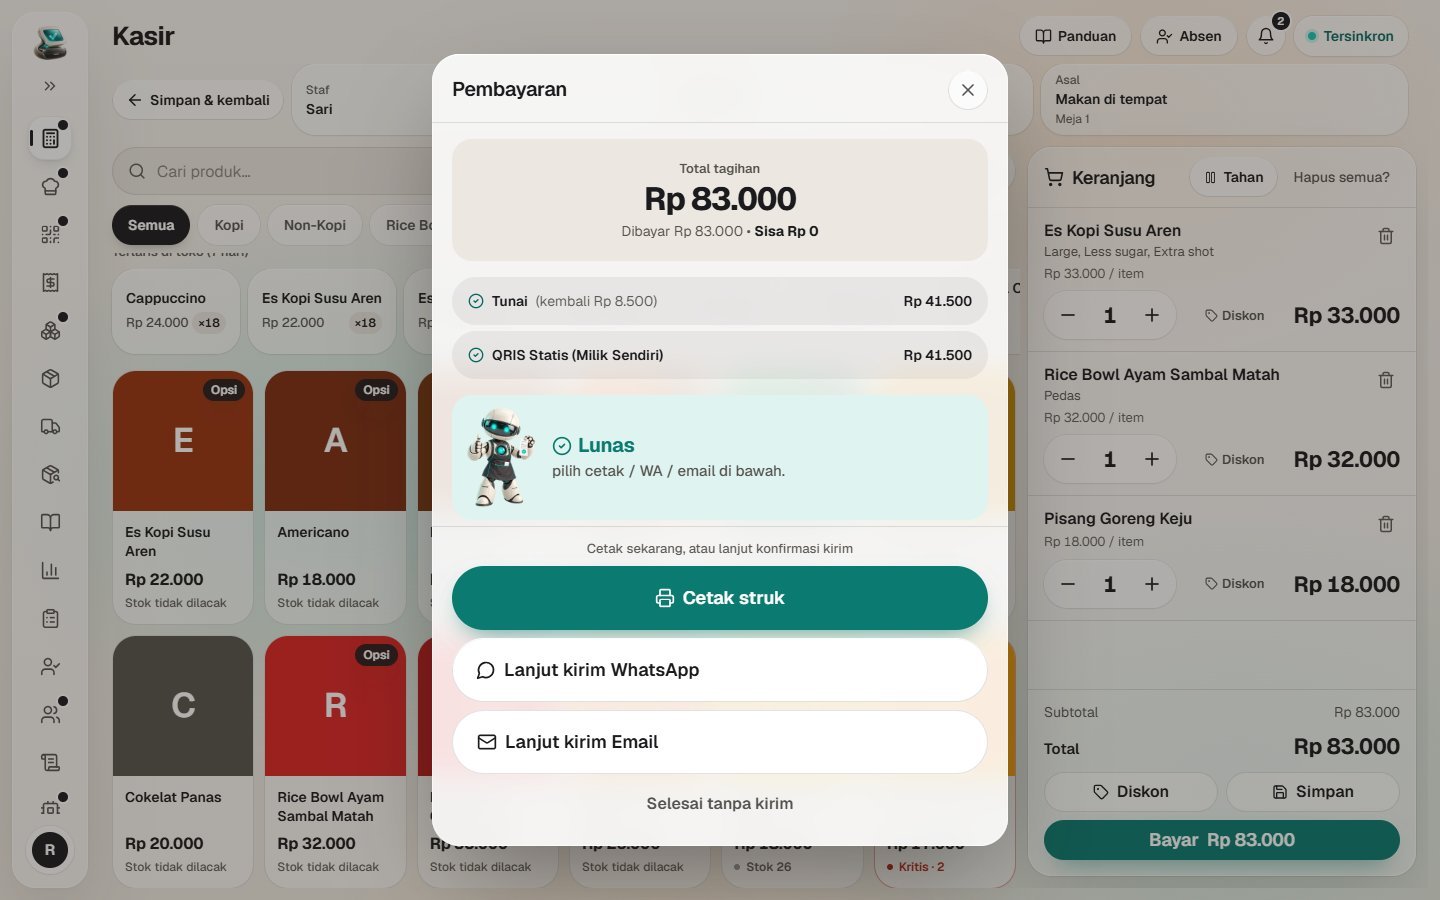 Kasir
Panduan
Absen
2
Tersinkron
Simpan & kembali
Staf
Sari
Asal
Makan di tempat
Meja 1
Cari produk...
Semua
Kopi
Non-Kopi
Rice
Terlaris di toko (7 hari)
Cappuccino
Rp 24.000 ×18
Es Kopi Susu Aren
Rp 22.000 ×18
Es
Opsi
E
Es Kopi Susu
Aren
Rp 22.000
Stok tidak dilacak
Opsi
A
Americano
Rp 18.000
Stok tidak dilacak
C
Cokelat Panas
Rp 20.000
Stok tidak dilacak
Opsi
R
Rice Bowl Ayam
Sambal Matah
Rp 32.000
Stok tidak dilacak
Stok tidak dilacak
Stok tidak dilacak
Stok 26
Kritis · 2
R
Pembayaran
Total tagihan
Rp 83.000
Dibayar Rp 83.000 • Sisa Rp 0
Tunai (kembali Rp 8.500) Rp 41.500
QRIS Statis (Milik Sendiri) Rp 41.500
Lunas
pilih cetak / WA / email di bawah.
Cetak sekarang, atau lanjut konfirmasi kirim
Cetak struk
Lanjut kirim WhatsApp
Lanjut kirim Email
Selesai tanpa kirim
Keranjang
Tahan
Hapus semua?
Es Kopi Susu Aren
Large, Less sugar, Extra shot
Rp 33.000 / item
1 Diskon Rp 33.000
Rice Bowl Ayam Sambal Matah
Pedas
Rp 32.000 / item
1 Diskon Rp 32.000
Pisang Goreng Keju
Rp 18.000 / item
1 Diskon Rp 18.000
Subtotal Rp 83.000
Total Rp 83.000
Diskon
Simpan
Bayar Rp 83.000